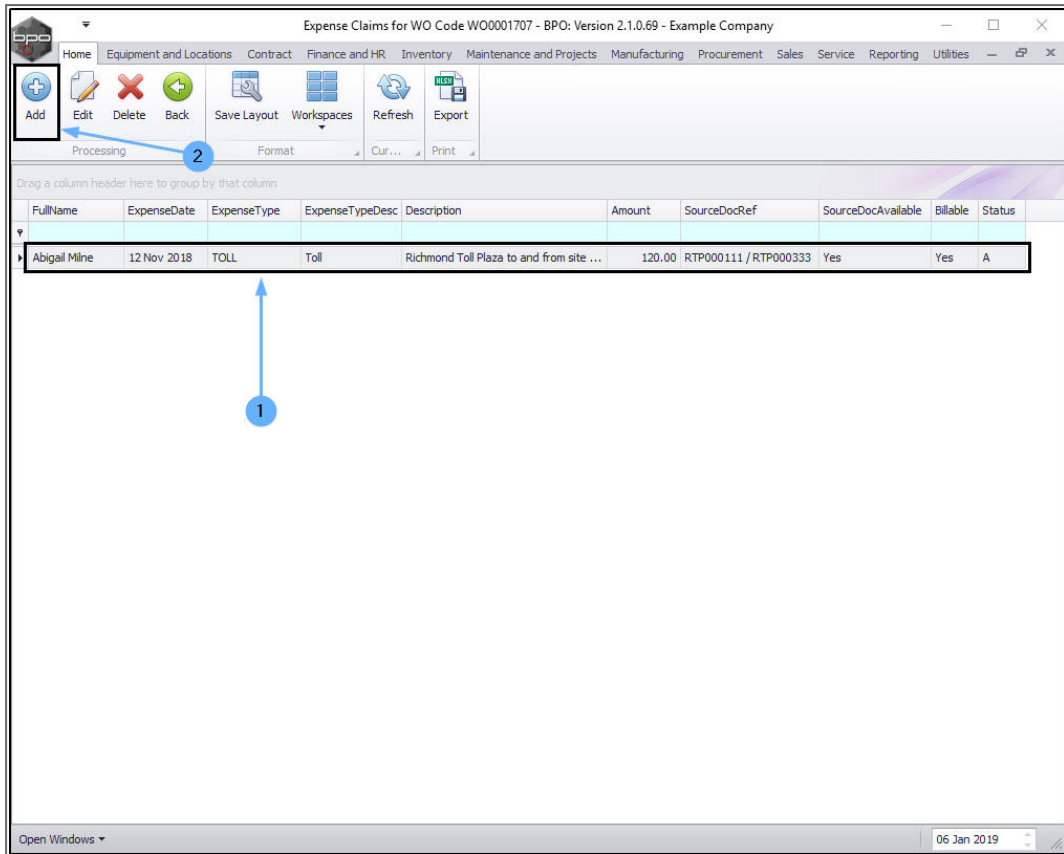 bpo
Expense Claims for WO Code WO0001707 - BPO: Version 2.1.0.69 - Example Company
Home Equipment and Locations Contract Finance and HR Inventory Maintenance and Projects Manufacturing Procurement Sales Service Reporting Utilities
XLSX
Add Edit Delete Back Save Layout Workspaces Refresh Export
Processing Format Cur... Print
2
Drag a column header here to group by that column
FullName ExpenseDate ExpenseType ExpenseTypeDesc Description Amount SourceDocRef SourceDocAvailable Billable Status
Abigail Milne 12 Nov 2018 TOLL Toll Richmond Toll Plaza to and from site ... 120.00 RTP000111 / RTP000333 Yes Yes A
1
Open Windows 06 Jan 2019